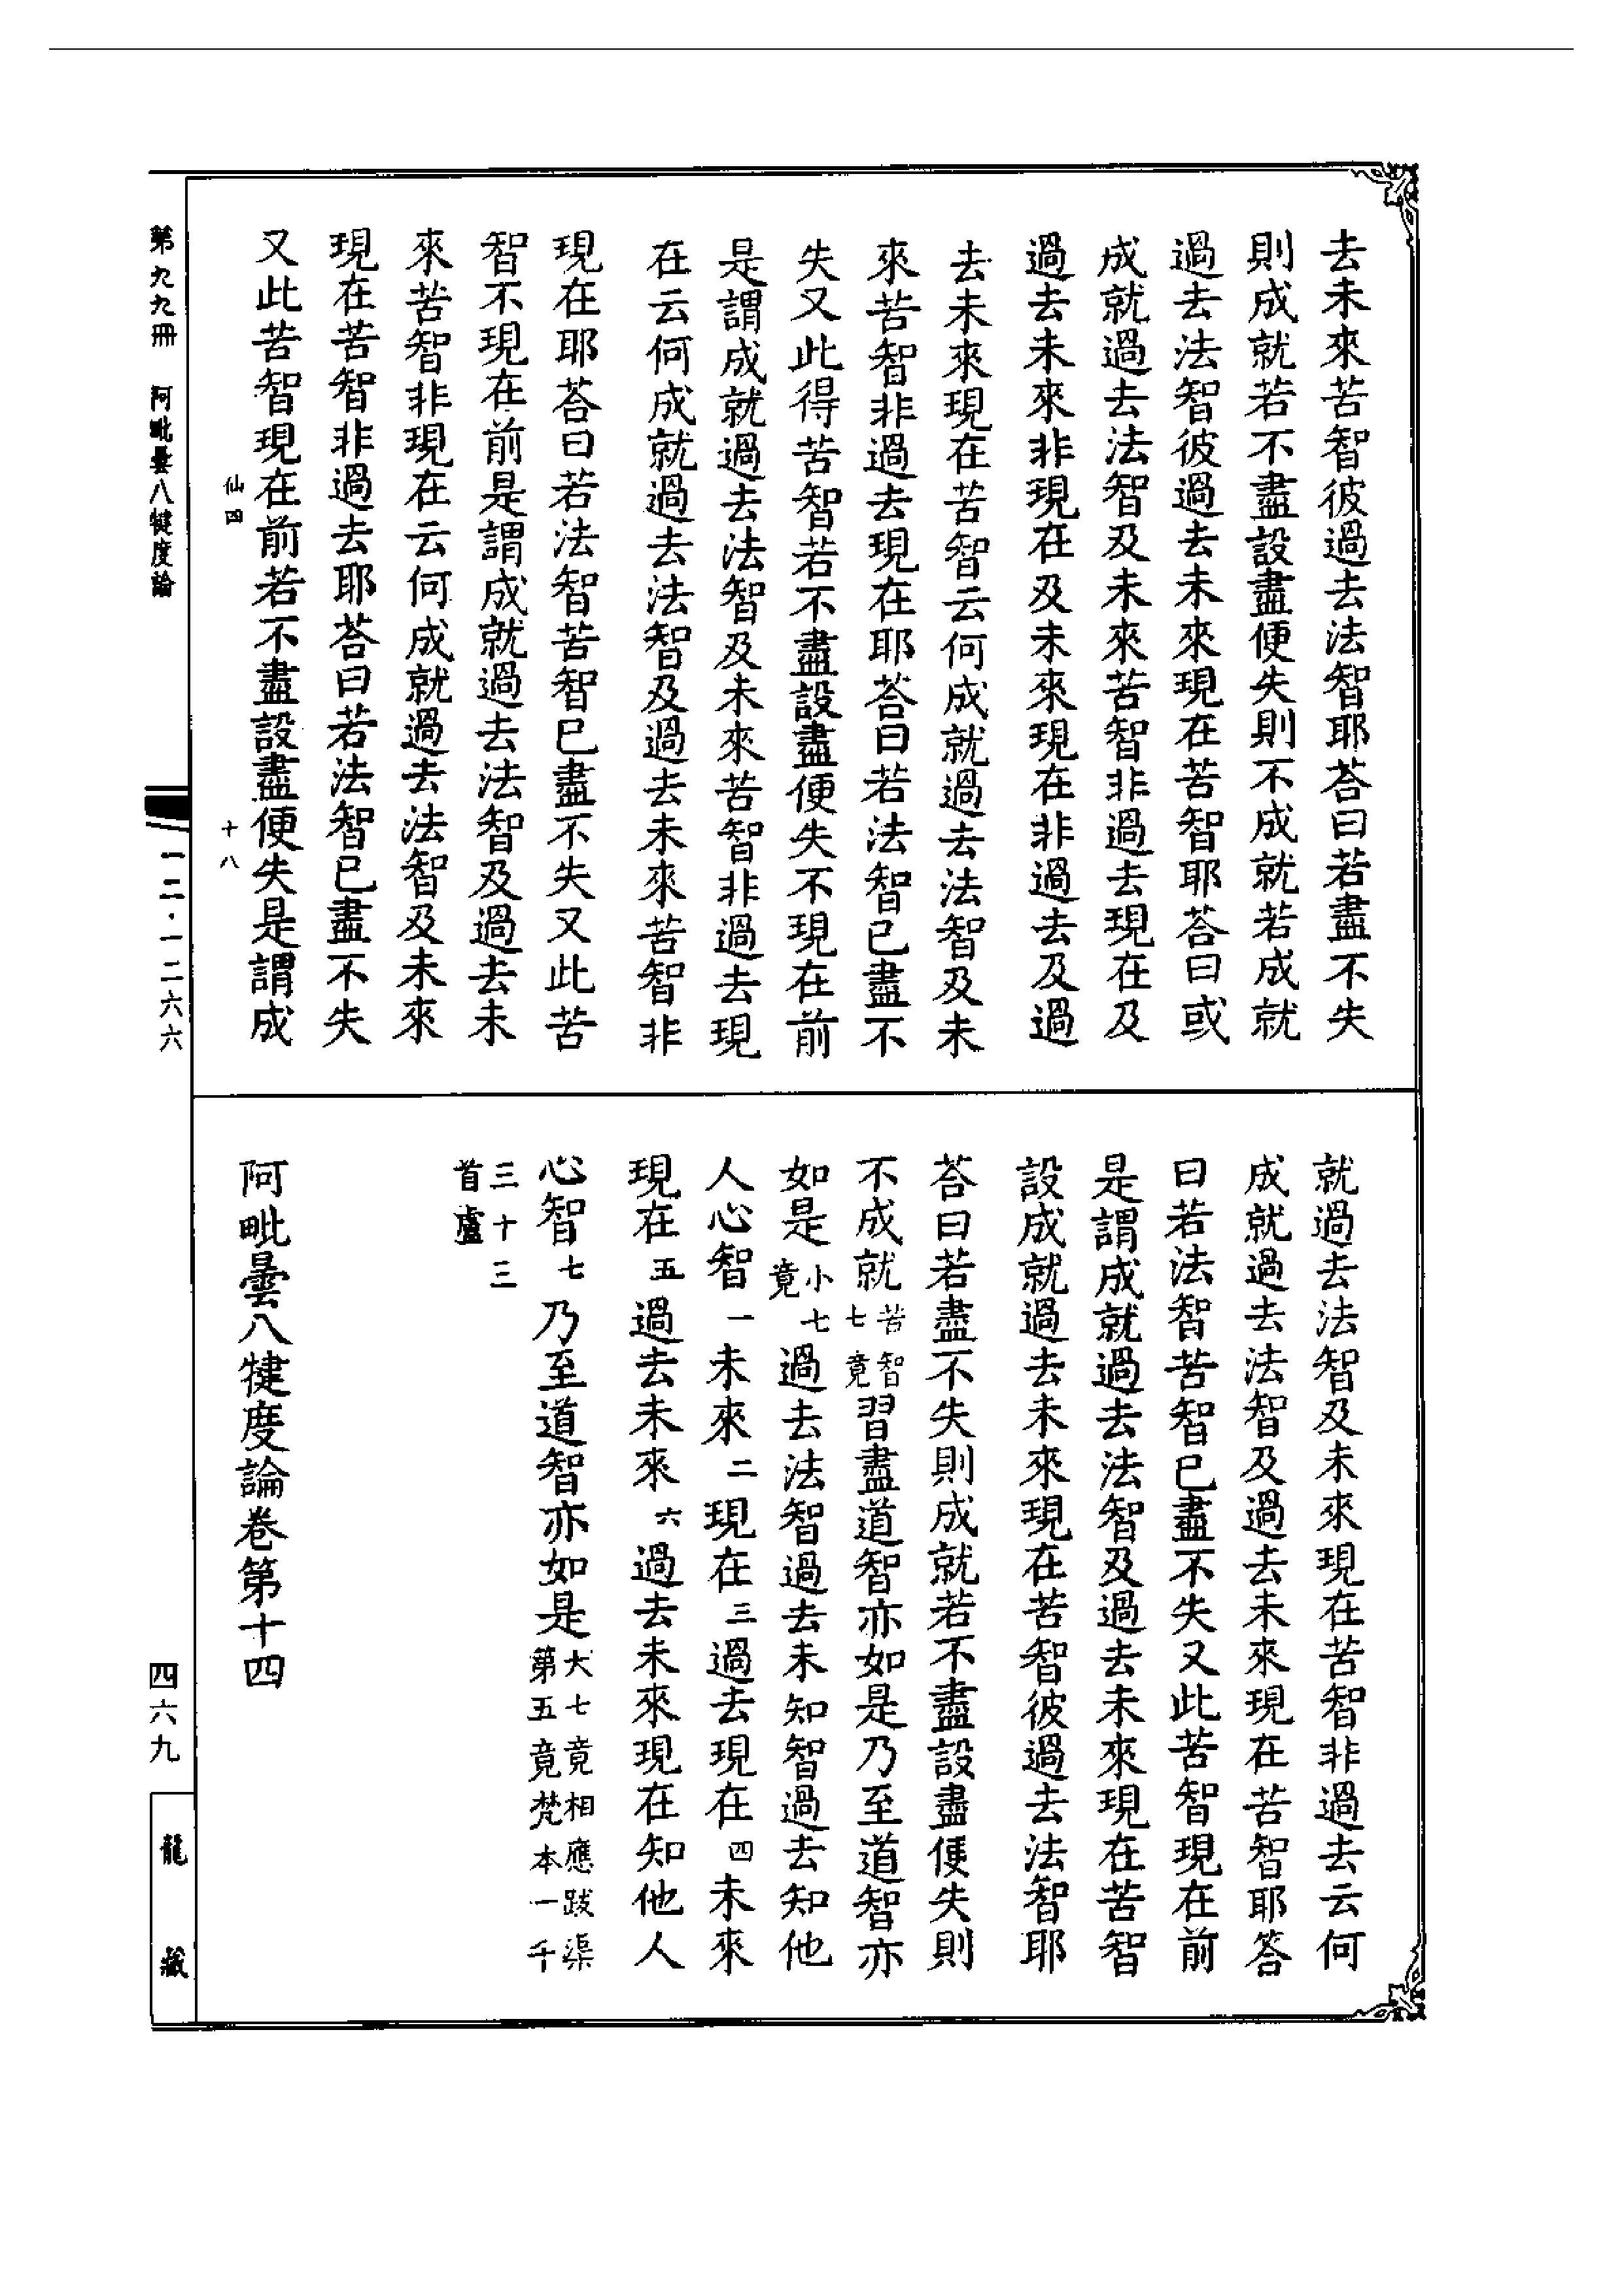 去未來苦智彼過去法智耶荅曰若盡不失
則成就若不盡設盡便失則不成就若成就
過去法智彼過去未來現在苦智耶荅曰或
成就過去法智及未來苦智非過去現在及
過去未來非現在及未來現在非過去及過
去未來現在苦智云何成就過去法智及未
來苦智非過去現在耶荅曰若法智已盡不
失又此得苦智若不盡設盡便失不現在前
是謂成就過去法智及未來苦智非過去現
在云何成就過去法智及過去未來苦智非
現在耶荅曰若法智苦智已盡不失又此苦
智不現在前是謂成就過去法智及過去未
來苦智非現在云何成就過去法智及未來
現在苦智非過去耶荅曰若法智已盡不失
又此苦智現在前若不盡設盡便失是謂成
仙四 十八
就過去法智及未來現在苦智非過去云何
成就過去法智及過去未來現在苦智耶答
曰若法智苦智已盡不失又此苦智現在前
是謂成就過去法智及過去未來現在苦智
設成就過去未來現在苦智彼過去法智耶
荅曰若盡不失則成就若不盡設盡便失則
不成就苦智七竟習盡道智亦如是乃至道智亦
如是小七竟過去法智過去未知智過去知他
人心智一未來二現在三過去現在四未來
現在五過去未來六過去未來現在知他人
心智七乃至道智亦如是大七竟相應跋渠第五竟梵本一千
三十三首盧
阿毗曇八犍度論卷第十四
第九九冊 阿毗曇八犍度論
一二·一二六六
四六九
龍藏